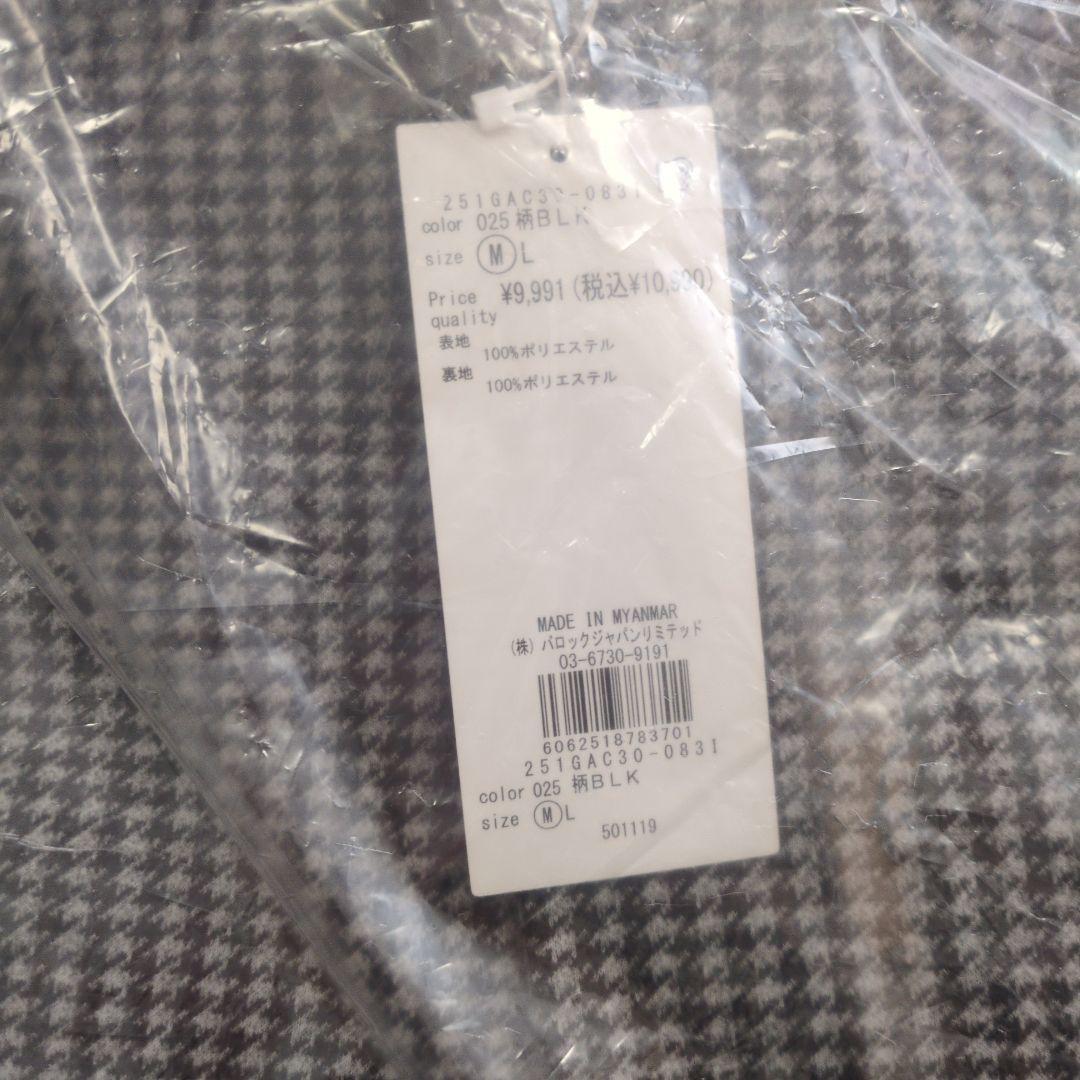 251GAC30-083I
color 025 柄BLK
size M L
Price ¥9,991 (税込¥10,990)
quality
表地 100%ポリエステル
裏地 100%ポリエステル
MADE IN MYANMAR
(株) バロックジャパンリミテッド
03-6730-9191
6062518783701
251GAC30-083I
color 025 柄BLK
size M L
501119